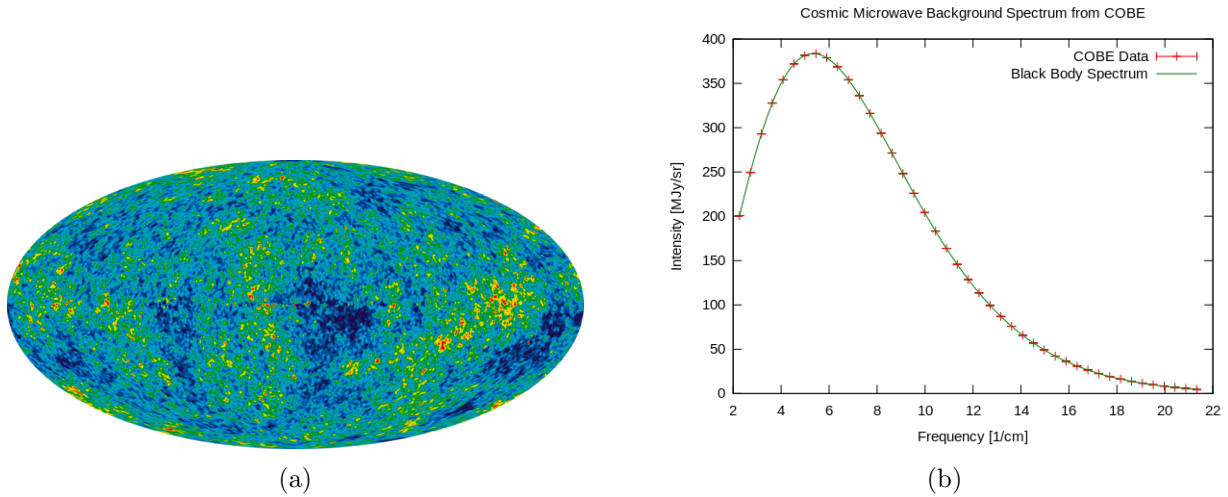 Cosmic Microwave Background Spectrum from COBE
400
350
300
250
200
150
100
50
0
COBE Data
Black Body Spectrum
Intensity [MJy/sr]
2 4 6 8 10 12 14 16 18 20 22
Frequency [1/cm]
(a) (b)